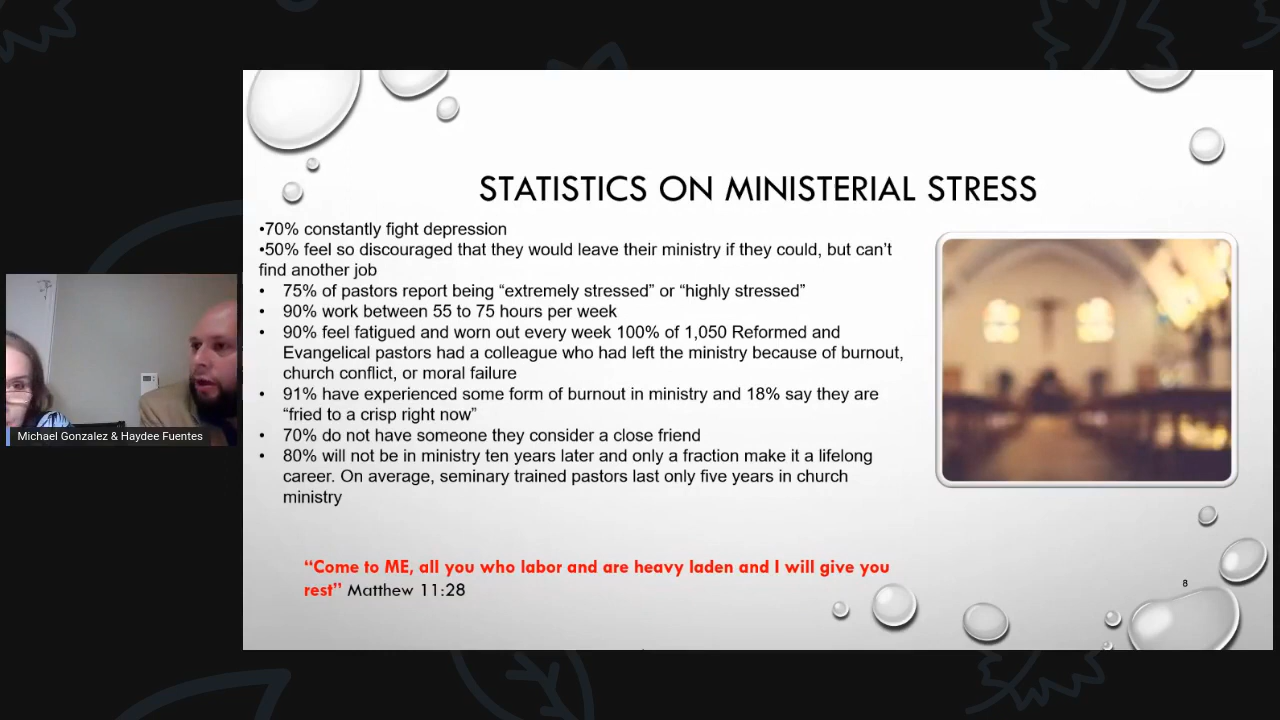 STATISTICS ON MINISTERIAL STRESS
•70% constantly fight depression
•50% feel so discouraged that they would leave their ministry if they could, but can’t
find another job
• 75% of pastors report being “extremely stressed” or “highly stressed”
• 90% work between 55 to 75 hours per week
• 90% feel fatigued and worn out every week 100% of 1,050 Reformed and
Evangelical pastors had a colleague who had left the ministry because of burnout,
church conflict, or moral failure
• 91% have experienced some form of burnout in ministry and 18% say they are
“fried to a crisp right now”
• 70% do not have someone they consider a close friend
• 80% will not be in ministry ten years later and only a fraction make it a lifelong
career. On average, seminary trained pastors last only five years in church
ministry
“Come to ME, all you who labor and are heavy laden and I will give you
rest” Matthew 11:28
8
Michael Gonzalez & Haydee Fuentes